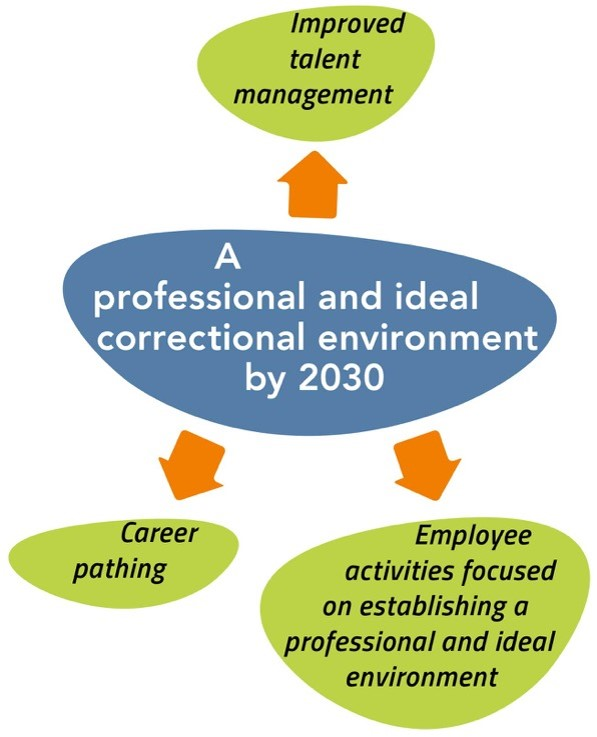 Improved
talent
management
A
professional and ideal
correctional environment
by 2030
Career
pathing
Employee
activities focused
on establishing a
professional and ideal
environment